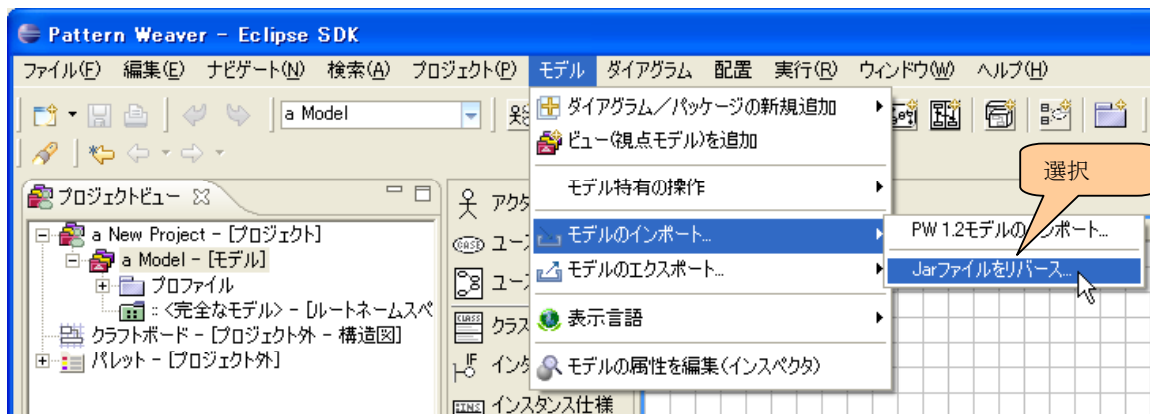 Pattern Weaver - Eclipse SDK
ファイル(F) 編集(E) ナビゲート(N) 検索(A) プロジェクト(P) モデル ダイアグラム 配置 実行(R) ウィンドウ(W) ヘルプ(H)
a Model
ダイアグラム／パッケージの新規追加
ビュー(視点モデル)を追加
モデル特有の操作
モデルのインポート...
モデルのエクスポート...
表示言語
モデルの属性を編集(インスペクタ)
選択
PW 1.2モデルの
ポート...
Jarファイルをリバース...
プロジェクトビュー
a New Project - [プロジェクト]
a Model - [モデル]
プロファイル
:: <完全なモデル> - [ルートネームスペ
クラフトボード - [プロジェクト外 - 構造図]
パレット - [プロジェクト外]
アクタ
CASE ユー
ユー
CLASS クラス
IF イン
INS インスタンス仕様